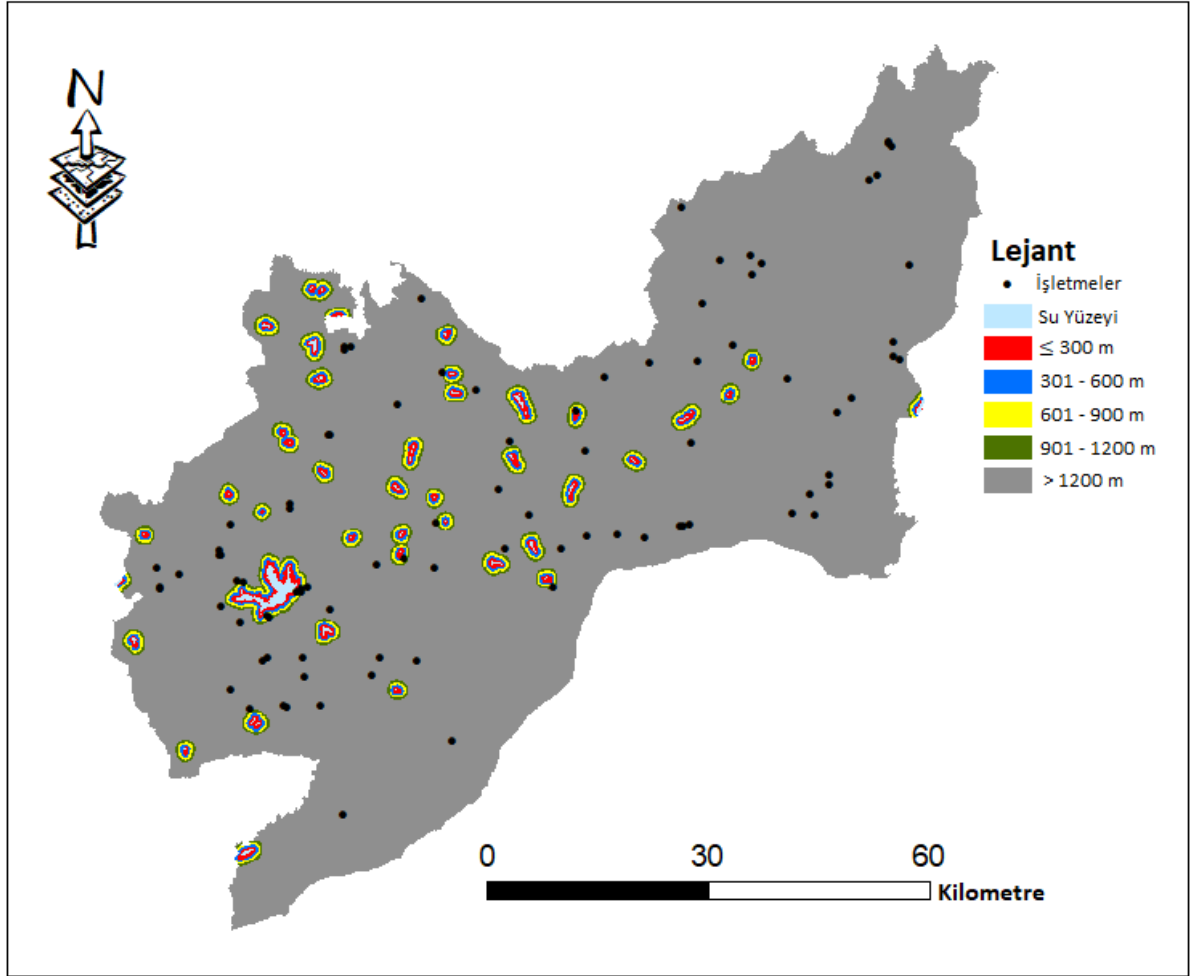 N
Lejant
İşletmeler
Su Yüzeyi
≤ 300 m
301 - 600 m
601 - 900 m
901 - 1200 m
> 1200 m
0 30 60
Kilometre